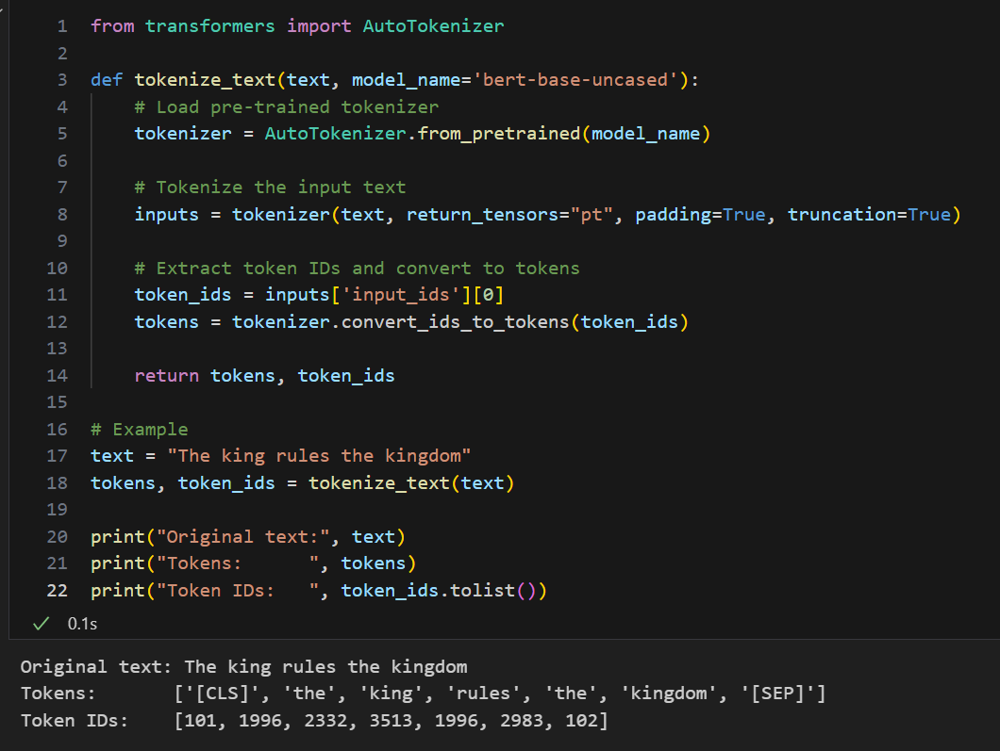 1 from transformers import AutoTokenizer
2
3 def tokenize_text(text, model_name='bert-base-uncased'):
4     # Load pre-trained tokenizer
5     tokenizer = AutoTokenizer.from_pretrained(model_name)
6
7     # Tokenize the input text
8     inputs = tokenizer(text, return_tensors="pt", padding=True, truncation=True)
9
10     # Extract token IDs and convert to tokens
11     token_ids = inputs['input_ids'][0]
12     tokens = tokenizer.convert_ids_to_tokens(token_ids)
13
14     return tokens, token_ids
15
16 # Example
17 text = "The king rules the kingdom"
18 tokens, token_ids = tokenize_text(text)
19
20 print("Original text:", text)
21 print("Tokens:      ", tokens)
22 print("Token IDs:   ", token_ids.tolist())
0.1s
Original text: The king rules the kingdom
Tokens:       ['[CLS]', 'the', 'king', 'rules', 'the', 'kingdom', '[SEP]']
Token IDs:    [101, 1996, 2332, 3513, 1996, 2983, 102]